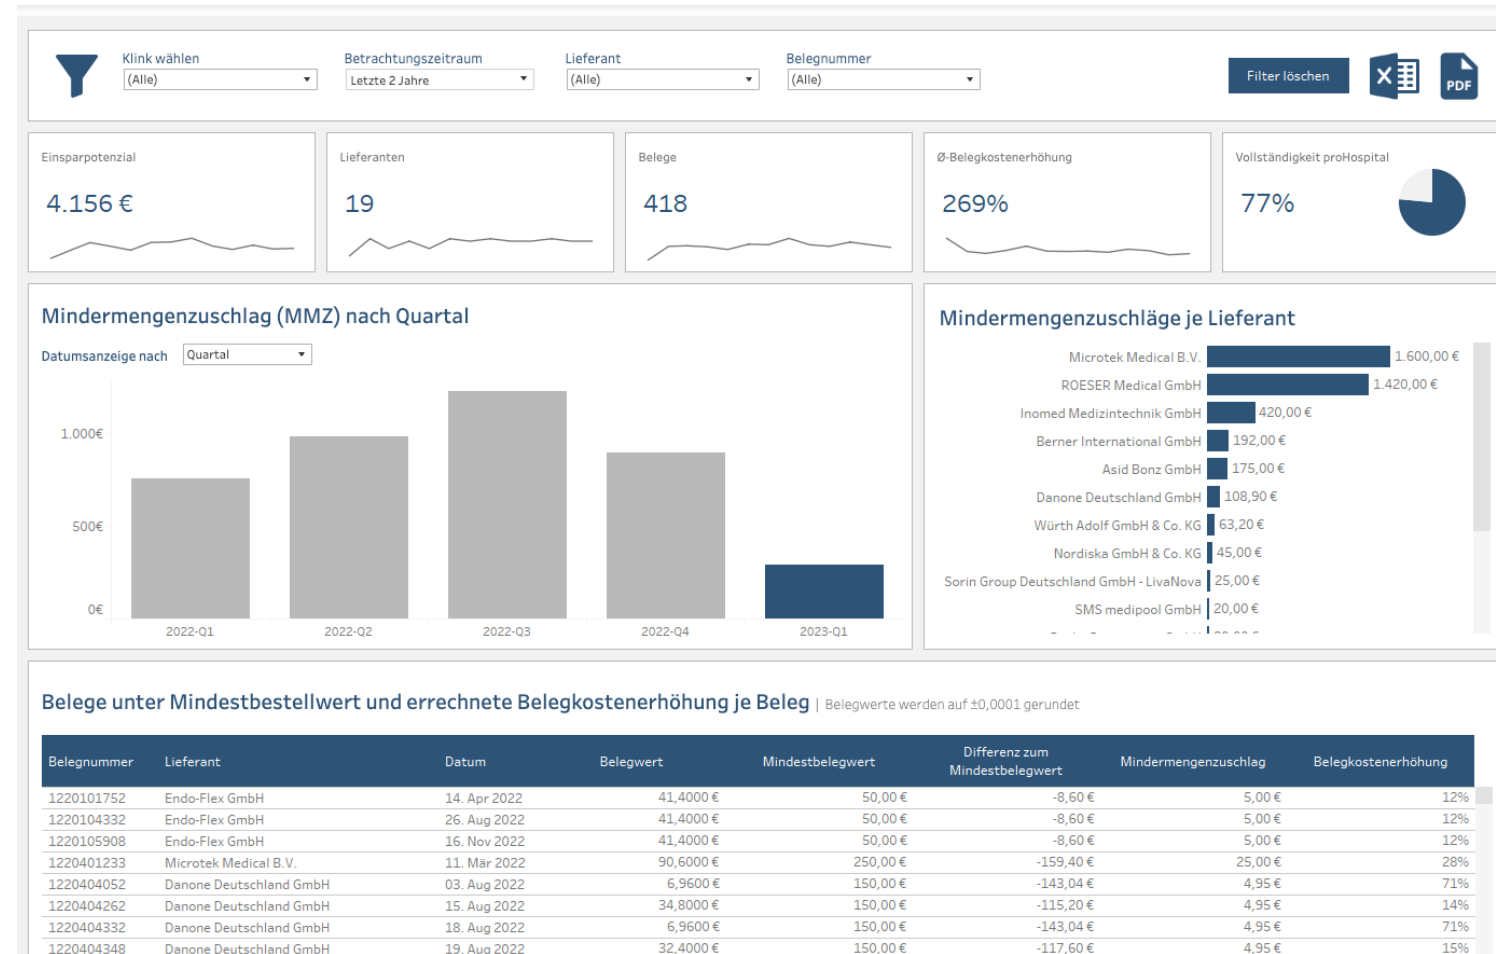 Klink wählen
(Alle)
Betrachtungszeitraum
Letzte 2 Jahre
Lieferant
(Alle)
Belegnummer
(Alle)
Filter löschen
X
PDF
Einsparpotenzial
4.156 €
Lieferanten
19
Belege
418
Ø-Belegkostenerhöhung
269%
Vollständigkeit proHospital
77%
Mindermengenzuschlag (MMZ) nach Quartal
Datumsanzeige nach Quartal
1.000€
500€
0€
2022-Q1 2022-Q2 2022-Q3 2022-Q4 2023-Q1
Mindermengenzuschläge je Lieferant
Microtek Medical B.V. 1.600,00 €
ROESER Medical GmbH 1.420,00 €
Inomed Medizintechnik GmbH 420,00 €
Berner International GmbH 192,00 €
Asid Bonz GmbH 175,00 €
Danone Deutschland GmbH 108,90 €
Würth Adolf GmbH & Co. KG 63,20 €
Nordiska GmbH & Co. KG 45,00 €
Sorin Group Deutschland GmbH - LivaNova 25,00 €
SMS medipool GmbH 20,00 €
Belege unter Mindestbestellwert und errechnete Belegkostenerhöhung je Beleg | Belegwerte werden auf ±0,0001 gerundet
Belegnummer Lieferant Datum Belegwert Mindestbelegwert Differenz zum Mindestbelegwert Mindermengenzuschlag Belegkostenerhöhung
1220101752 Endo-Flex GmbH 14. Apr 2022 41,4000 € 50,00 € -8,60 € 5,00 € 12%
1220104332 Endo-Flex GmbH 26. Aug 2022 41,4000 € 50,00 € -8,60 € 5,00 € 12%
1220105908 Endo-Flex GmbH 16. Nov 2022 41,4000 € 50,00 € -8,60 € 5,00 € 12%
1220401233 Microtek Medical B.V. 11. Mär 2022 90,6000 € 250,00 € -159,40 € 25,00 € 28%
1220404052 Danone Deutschland GmbH 03. Aug 2022 6,9600 € 150,00 € -143,04 € 4,95 € 71%
1220404262 Danone Deutschland GmbH 15. Aug 2022 34,8000 € 150,00 € -115,20 € 4,95 € 14%
1220404332 Danone Deutschland GmbH 18. Aug 2022 6,9600 € 150,00 € -143,04 € 4,95 € 71%
1220404348 Danone Deutschland GmbH 19. Aug 2022 32,4000 € 150,00 € -117,60 € 4,95 € 15%